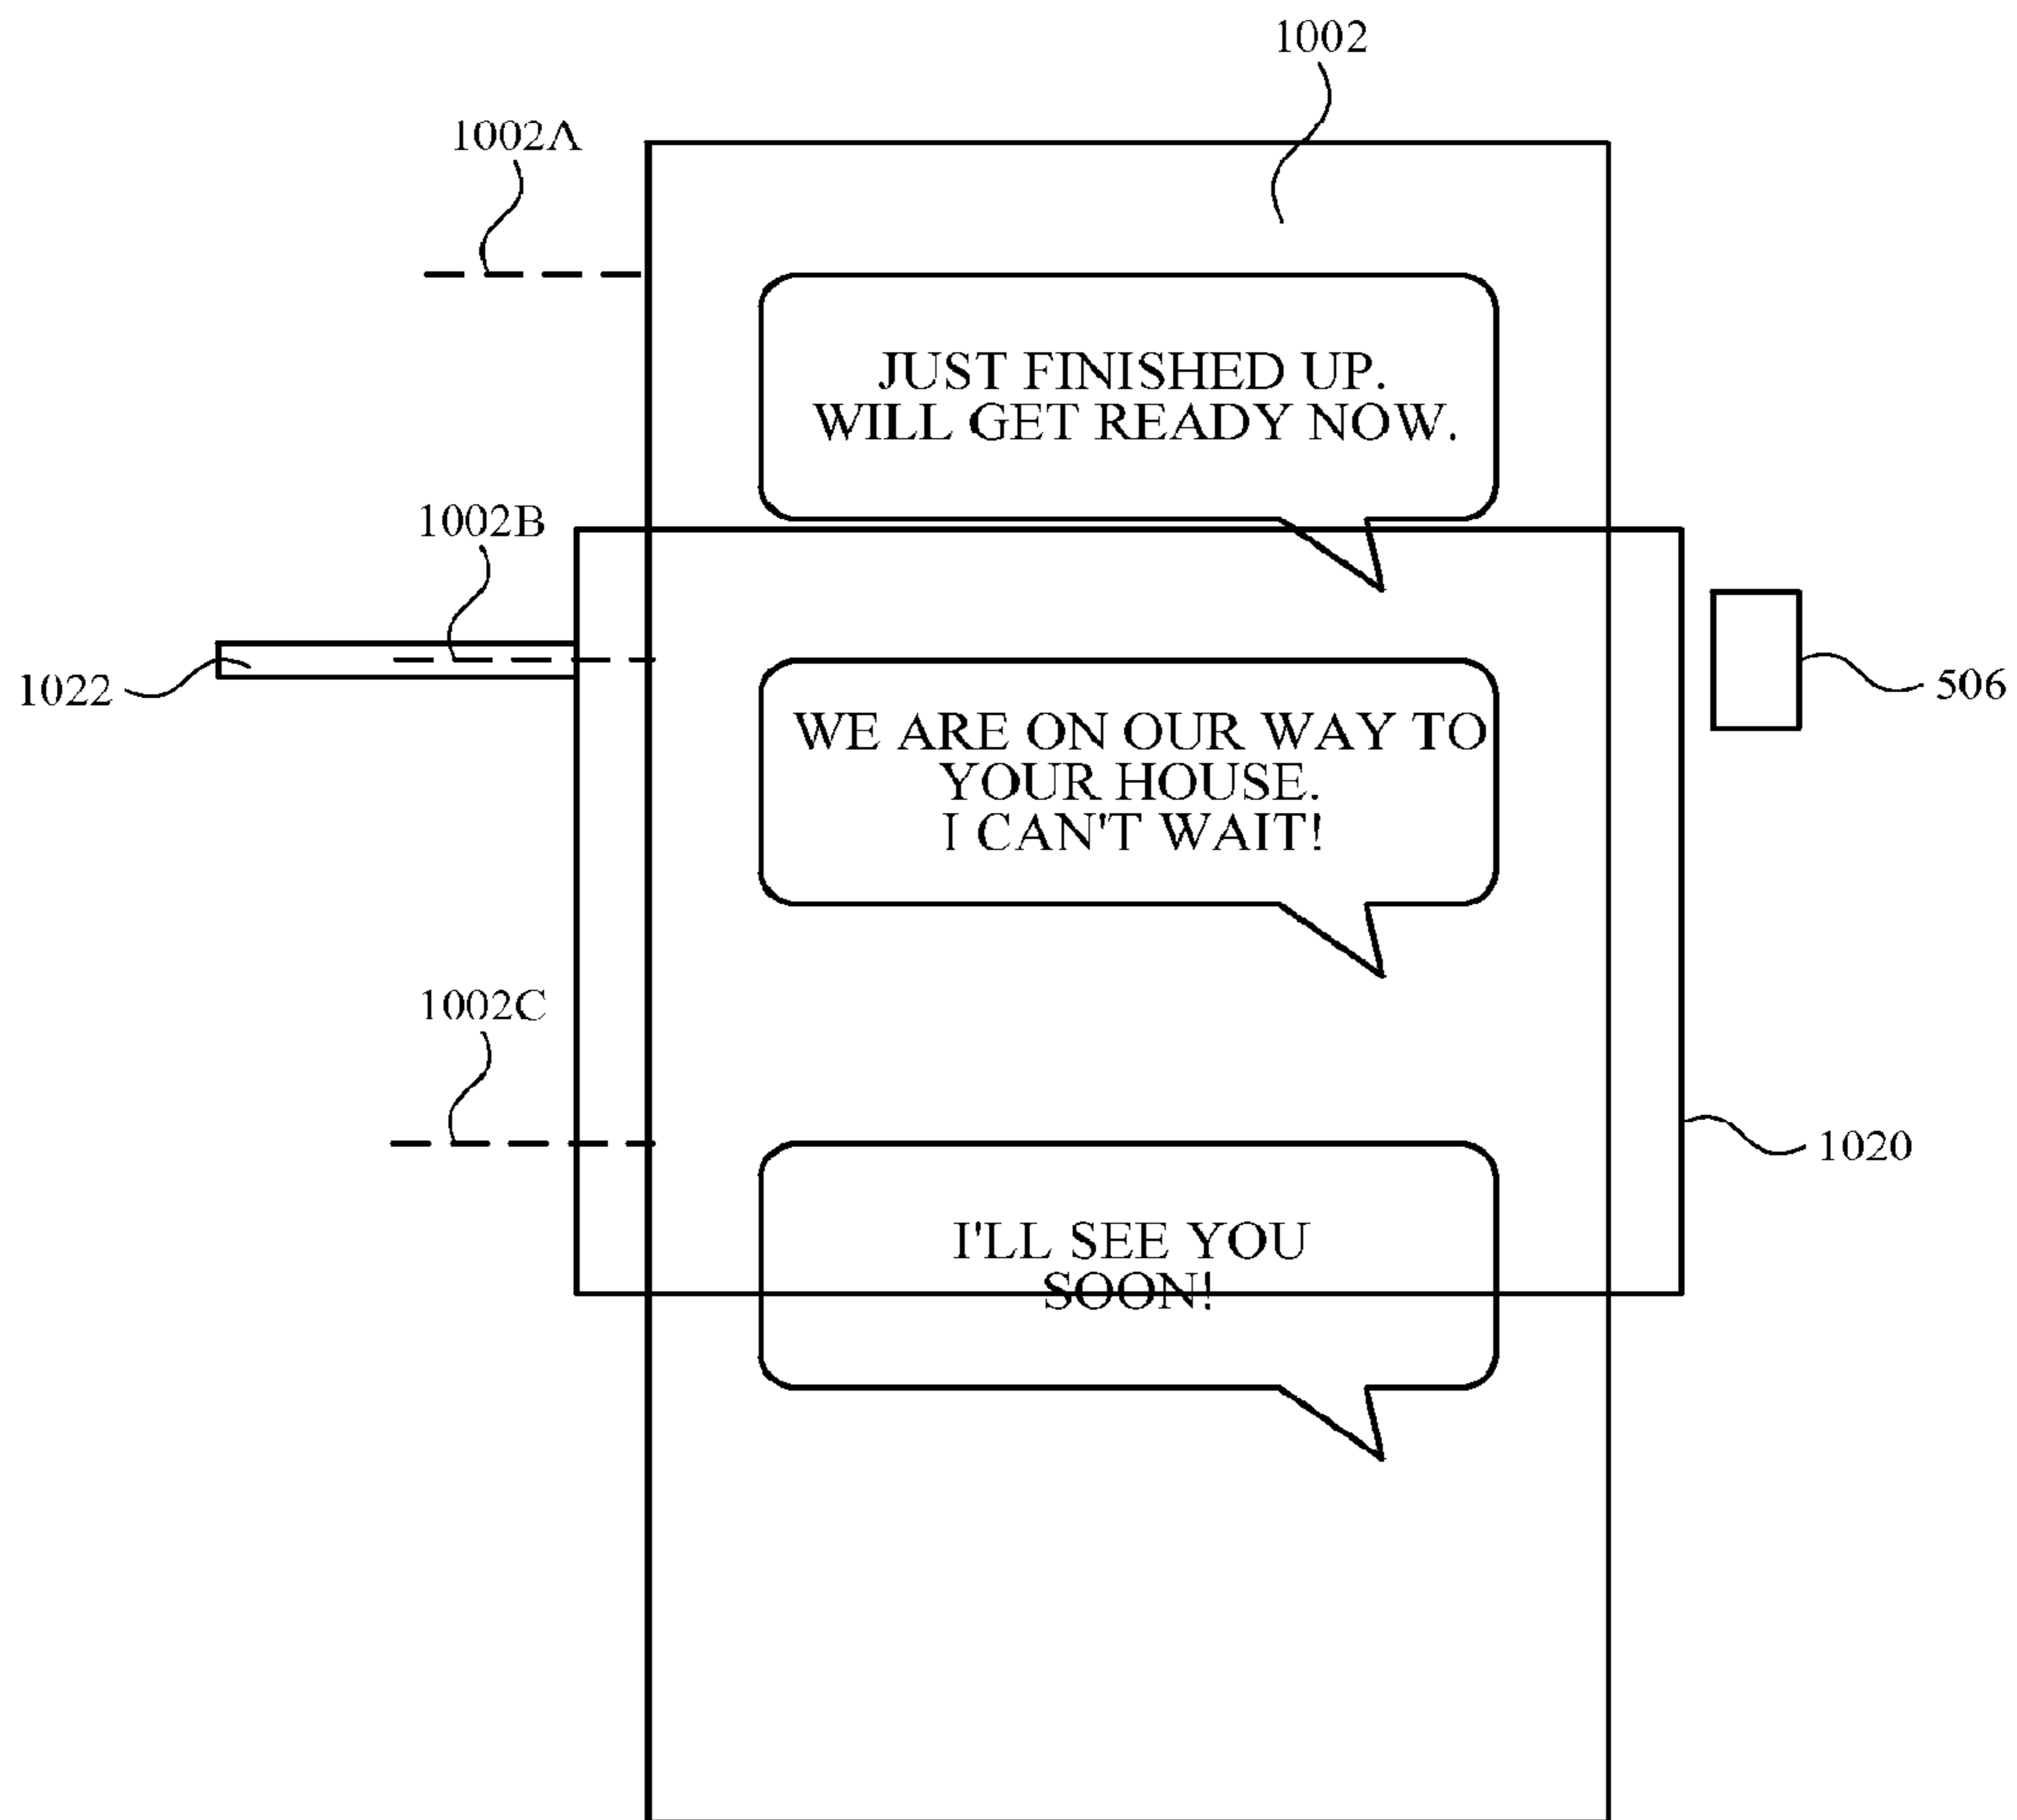 1002
1002A
JUST FINISHED UP.
WILL GET READY NOW.
1002B
1022
506
WE ARE ON OUR WAY TO
YOUR HOUSE.
I CAN'T WAIT!
1002C
1020
I'LL SEE YOU
SOON!